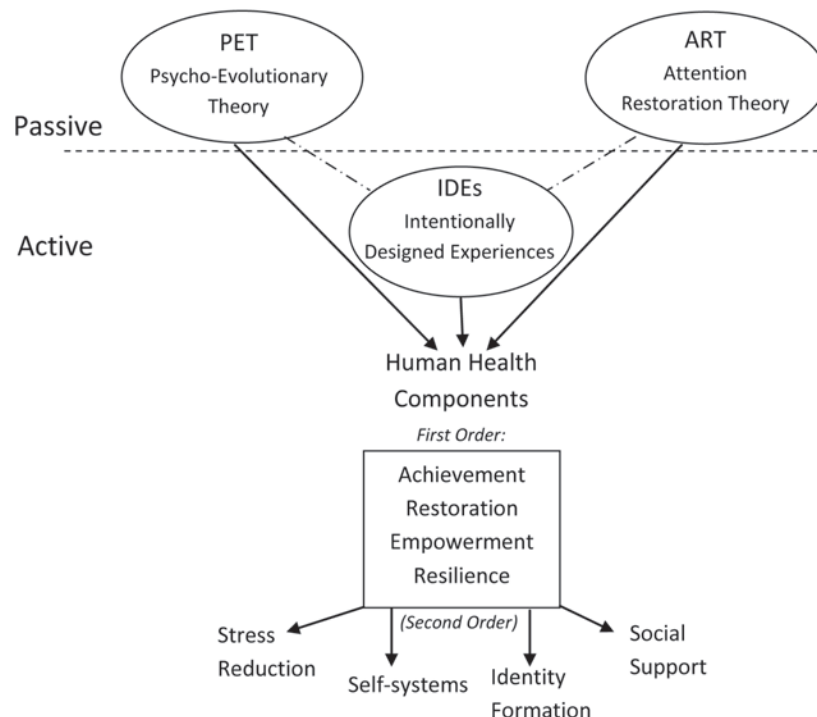 PET
Psycho-Evolutionary
Theory
ART
Attention
Restoration Theory
Passive
IDEs
Intentionally
Designed Experiences
Active
Human Health
Components
First Order:
Achievement
Restoration
Empowerment
Resilience
(Second Order)
Stress
Reduction
Self-systems
Identity
Formation
Social
Support